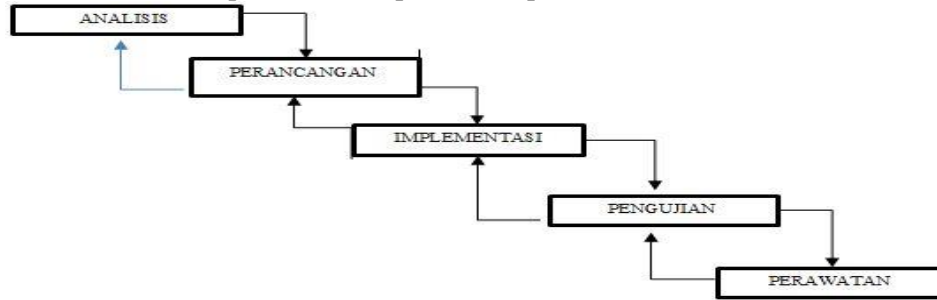 ANALISIS
PERANCANGAN
IMPLEMENTASI
PENGUJIAN
PERAWATAN